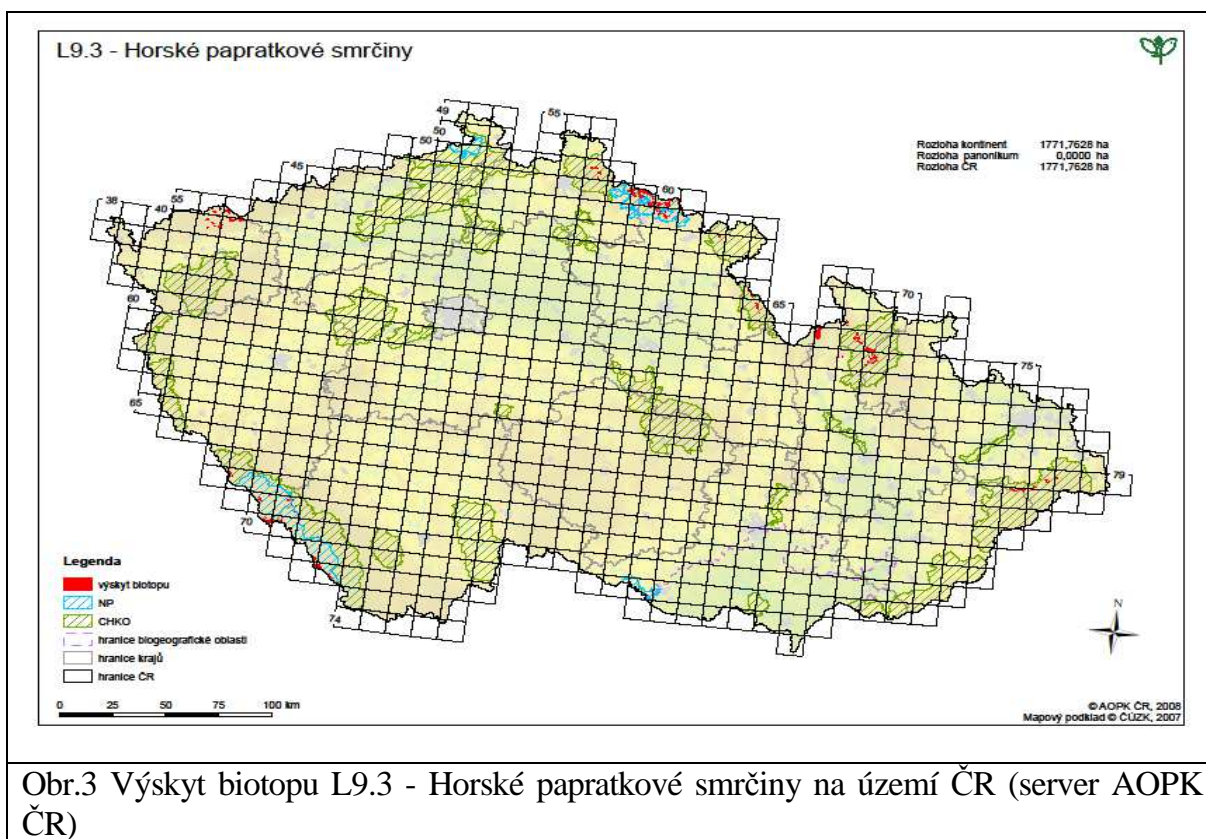 L9.3 - Horské papratkové smrčiny
Rozloha kontinent 1771,7628 ha
Rozloha panonikum 0,0000 ha
Rozloha ČR 1771,7628 ha
49
50
50
55
45
60
55
38
40
60
65
70
75
65
79
70
74
Legenda
výskyt biotopu
NP
CHKO
hranice biogeografické oblasti
hranice krajů
hranice ČR
0 25 50 75 100 km
N
© AOPK ČR, 2008
Mapový podklad © ČÚZK, 2007
Obr.3 Výskyt biotopu L9.3 - Horské papratkové smrčiny na území ČR (server AOPK
ČR)